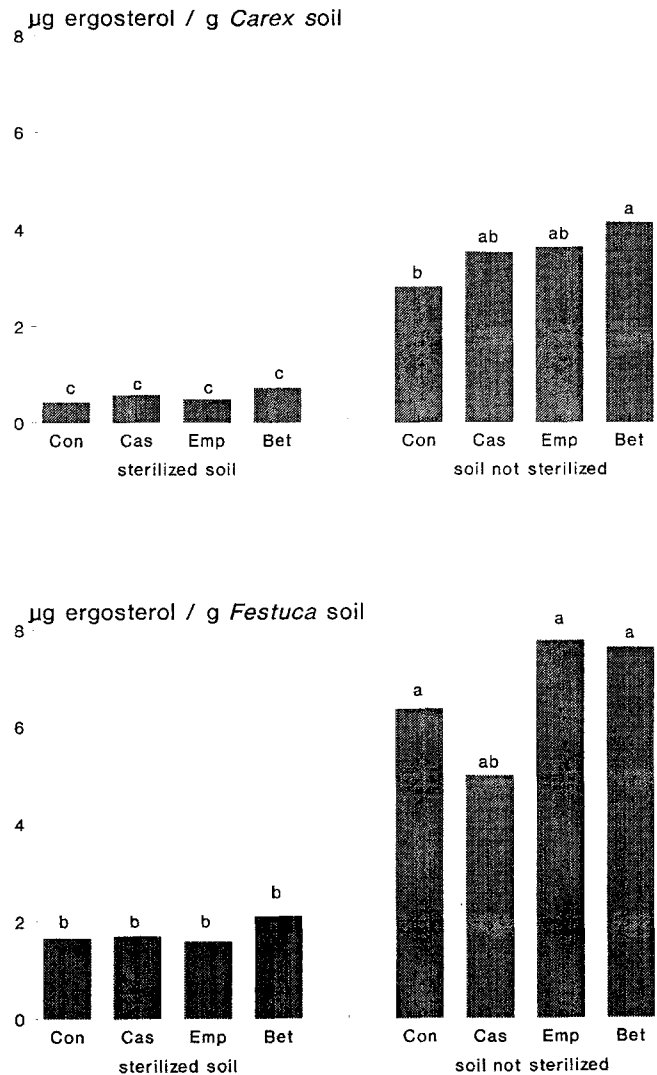 µg ergosterol / g Carex soil
8
6
4
2
0
c c c c
b ab ab a
Con Cas Emp Bet Con Cas Emp Bet
sterilized soil soil not sterilized
µg ergosterol / g Festuca soil
8
6
4
2
0
b b b b
a ab a a
Con Cas Emp Bet Con Cas Emp Bet
sterilized soil soil not sterilized